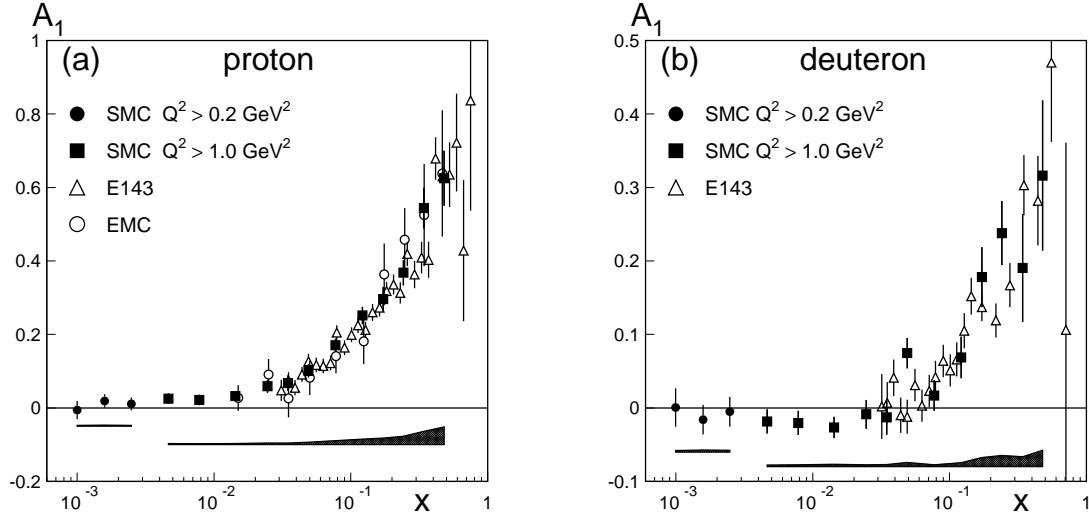 A₁
(a) proton
1
0.8
0.6
0.4
0.2
0
-0.2
SMC Q² > 0.2 GeV²
SMC Q² > 1.0 GeV²
E143
EMC
10⁻³ 10⁻² 10⁻¹ x 1
A₁
(b) deuteron
0.5
0.4
0.3
0.2
0.1
0
-0.1
SMC Q² > 0.2 GeV²
SMC Q² > 1.0 GeV²
E143
10⁻³ 10⁻² 10⁻¹ x 1